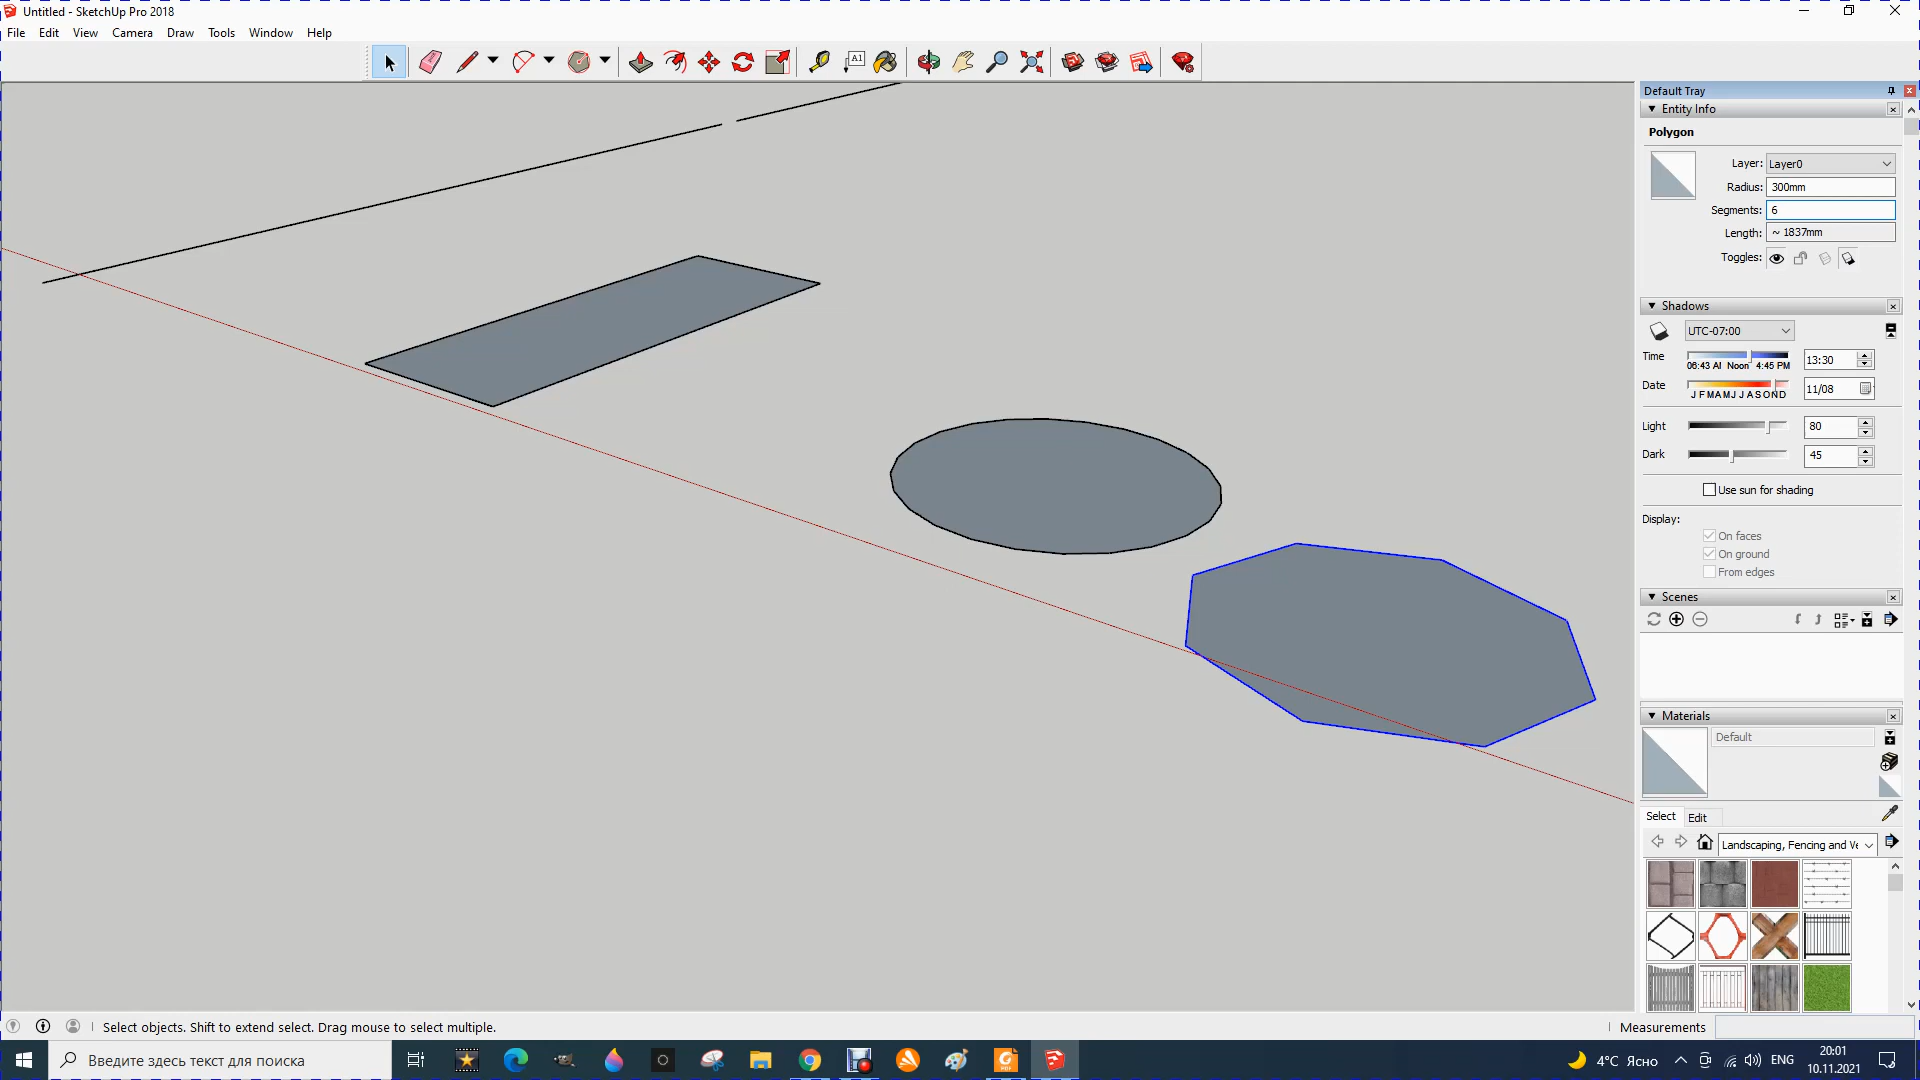 Untitled - SketchUp Pro 2018
File Edit View Camera Draw Tools Window Help
A1
Default Tray
Entity Info
Polygon
Layer: Layer0
Radius: 300mm
Segments: 6
Length: ~ 1837mm
Toggles:
Shadows
UTC-07:00
Time 06:43 AI Noon 4:45 PM 13:30
Date J F M A M J J A S O N D 11/08
Light 80
Dark 45
Use sun for shading
Display:
On faces
On ground
From edges
Scenes
Materials
Default
Select Edit
Landscaping, Fencing and Ve
Select objects. Shift to extend select. Drag mouse to select multiple.
Measurements
Введите здесь текст для поиска
4°C Ясно
ENG
20:01
10.11.2021